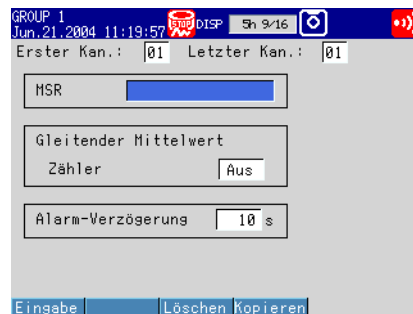 GROUP 1
Jun.21.2004 11:19:57 STOP DISP 5h 9/16
Erster Kan.: 01 Letzter Kan.: 01
MSR
Gleitender Mittelwert
Zähler Aus
Alarm-Verzögerung 10 s
Eingabe Löschen Kopieren